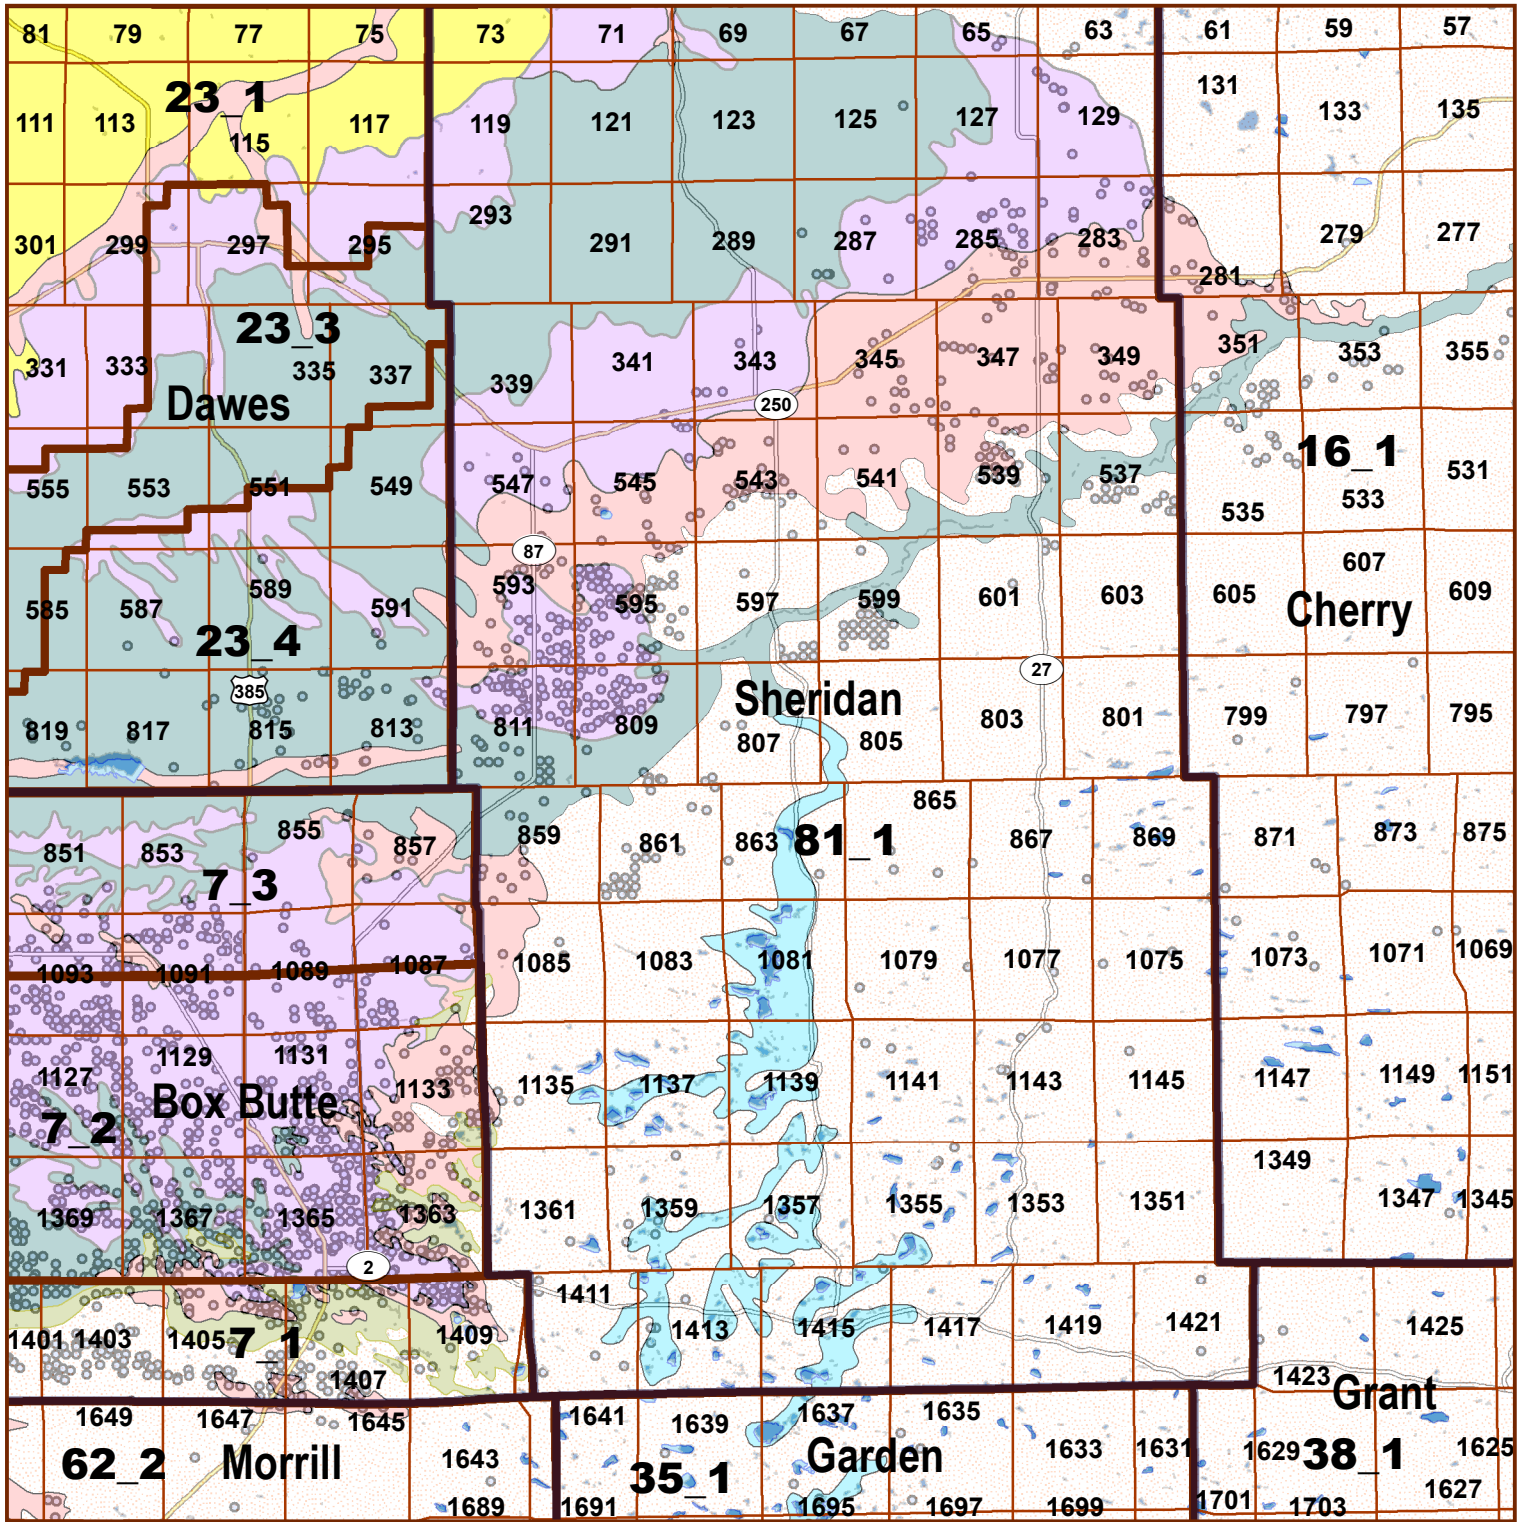 81 79 77 75 73 71 69 67 65 63 61 59 57
23_1
131
111 113 115 117 119 121 123 125 127 129 133 135
301 299 297 295 293 291 289 287 285 283 281 279 277
23_3
331 333 335 337 339 341 343 345 347 349 351 353 355
Dawes
250
16_1
555 553 551 549 547 545 543 541 539 537 535 533 531
87
585 587 589 591 593 595 597 599 601 603 605 607 609
Cherry
23_4
27
385
Sheridan
819 817 815 813 811 809 807 805 803 801 799 797 795
851 853 855 857 859 861 863 865 867 869 871 873 875
81_1
7_3
1093 1091 1089 1087 1085 1083 1081 1079 1077 1075 1073 1071 1069
1127 1129 1131 1133 1135 1137 1139 1141 1143 1145 1147 1149 1151
Box Butte
7_2
1369 1367 1365 1363 1361 1359 1357 1355 1353 1351 1349 1347 1345
2
1401 1403 1405 1407 1409 1411 1413 1415 1417 1419 1421 1423 1425
7_1
Grant
1649 1647 1645 1643 1641 1639 1637 1635 1633 1631 1629 1627 1625
62_2 Morrill 35_1 Garden 38_1
1689 1691 1695 1697 1699 1701 1703